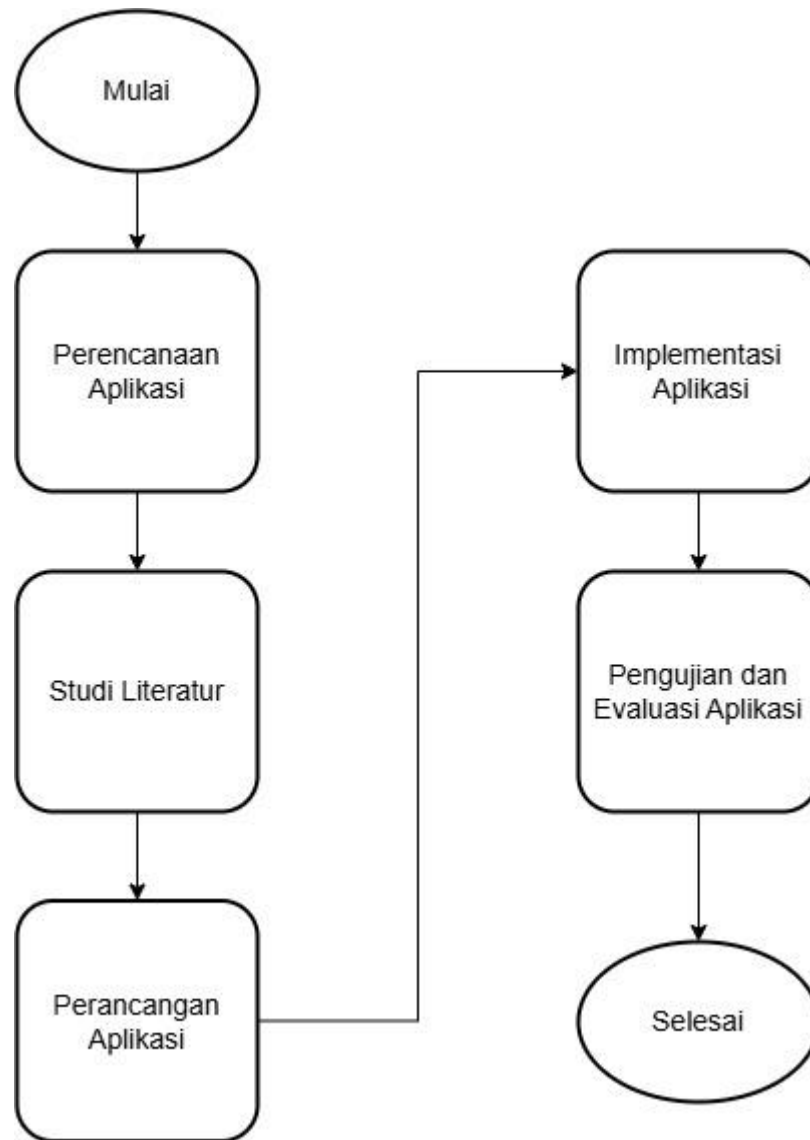 Mulai
Perencanaan
Aplikasi
Studi Literatur
Perancangan
Aplikasi
Implementasi
Aplikasi
Pengujian dan
Evaluasi Aplikasi
Selesai